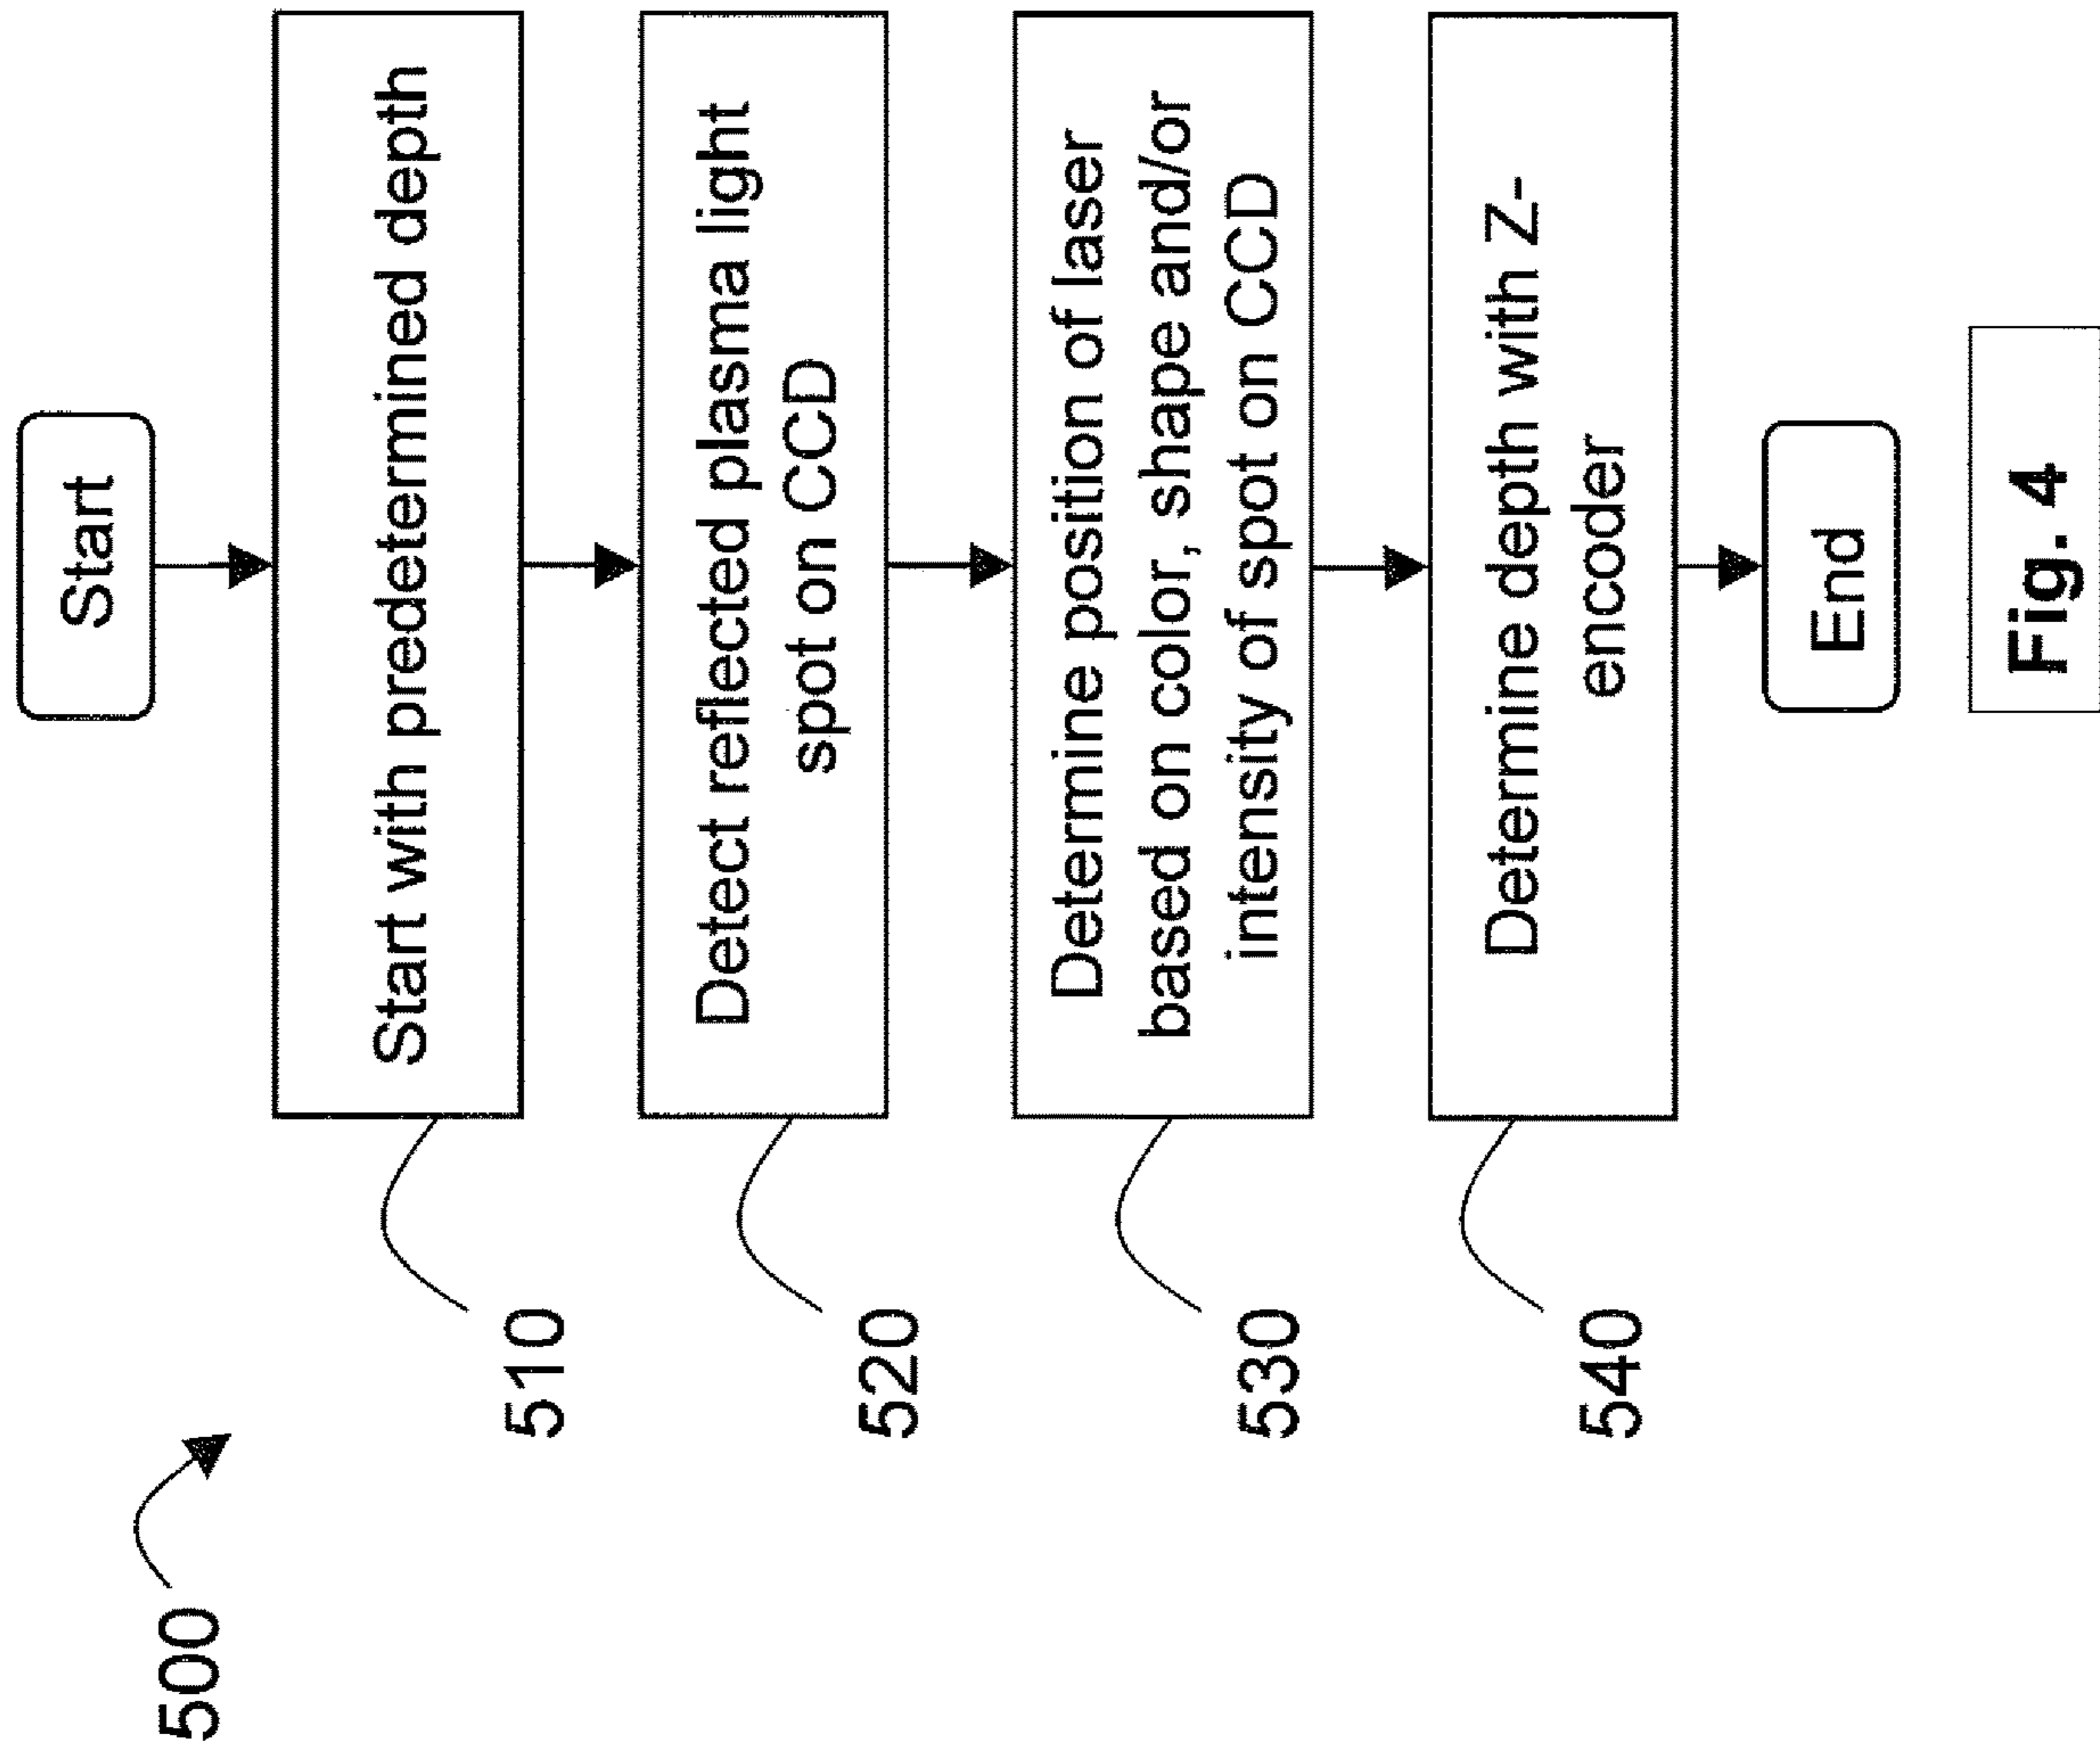 500
Start
Start with predetermined depth
510
Detect reflected plasma light
spot on CCD
520
Determine position of laser
based on color, shape and/or
intensity of spot on CCD
530
Determine depth with Z-
encoder
540
End
Fig. 4